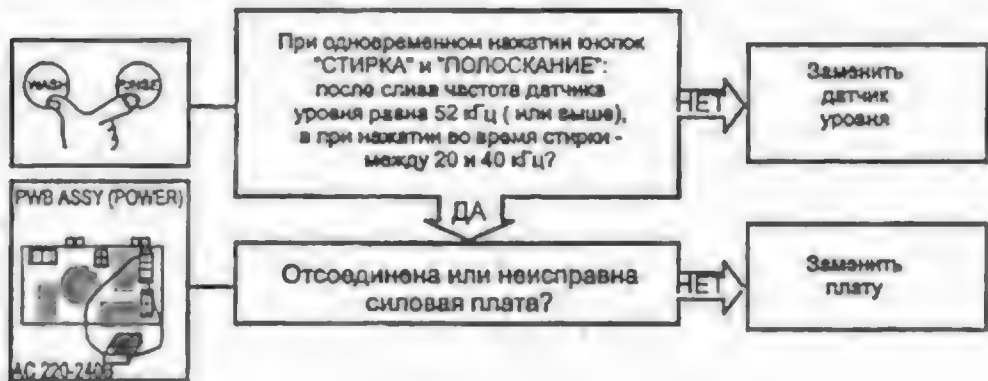 WASH
При одновременном нажатии кнопок
"СТИРКА" и "ПОЛОСКАНИЕ":
после слива частота датчика
уровня равна 52 кГц ( или выше),
а при нажатии во время стирки -
между 20 и 40 кГц?
НЕТ
Заменить
датчик
уровня
ДА
PWB ASSY (POWER)
AC 220-240В
Отсоединена или неисправна
силовая плата?
НЕТ
Заменить
плату